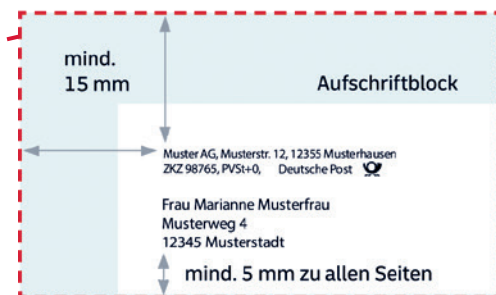 mind.
15 mm
Aufschriftblock
Muster AG, Musterstr. 12, 12355 Musterhausen
ZKZ 98765, PVSt+0, Deutsche Post
Frau Marianne Musterfrau
Musterweg 4
12345 Musterstadt
mind. 5 mm zu allen Seiten